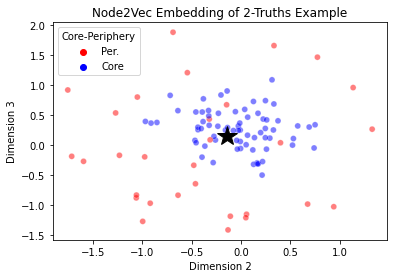 Node2Vec Embedding of 2-Truths Example
Core-Periphery
Per.
Core
Dimension 3
2.0
1.5
1.0
0.5
0.0
−0.5
−1.0
−1.5
−1.5 −1.0 −0.5 0.0 0.5 1.0
Dimension 2